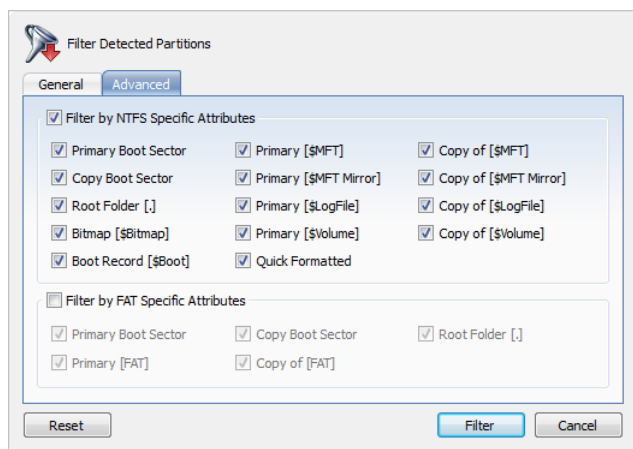 Filter Detected Partitions
General Advanced
Filter by NTFS Specific Attributes
Primary Boot Sector Primary [$MFT] Copy of [$MFT]
Copy Boot Sector Primary [$MFT Mirror] Copy of [$MFT Mirror]
Root Folder [.] Primary [$LogFile] Copy of [$LogFile]
Bitmap [$Bitmap] Primary [$Volume] Copy of [$Volume]
Boot Record [$Boot] Quick Formatted
Filter by FAT Specific Attributes
Primary Boot Sector Copy Boot Sector Root Folder [.]
Primary [FAT] Copy of [FAT]
Reset Filter Cancel